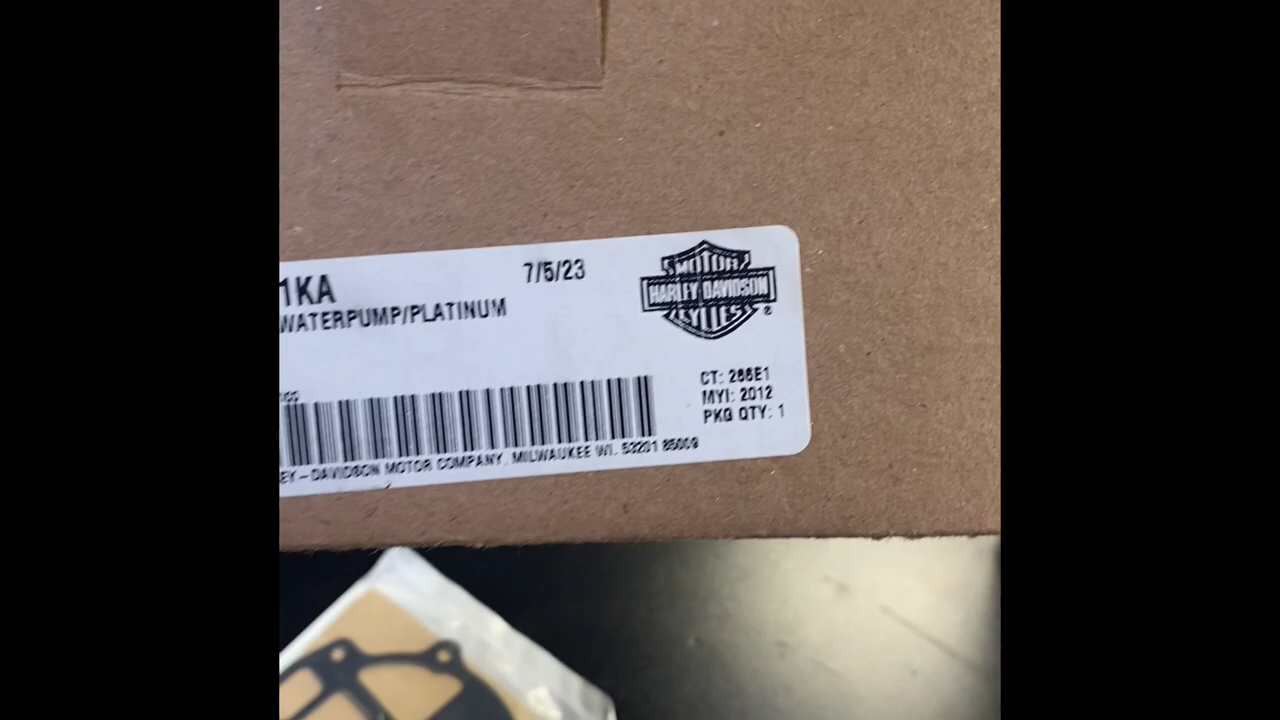 1KA
7/5/23
WATERPUMP/PLATINUM
MOTOR
HARLEY-DAVIDSON
CYCLES
®
CT: 266E1
MYI: 2012
PKG QTY: 1
EY-DAVIDSON MOTOR COMPANY. MILWAUKEE WI. 53201 85009